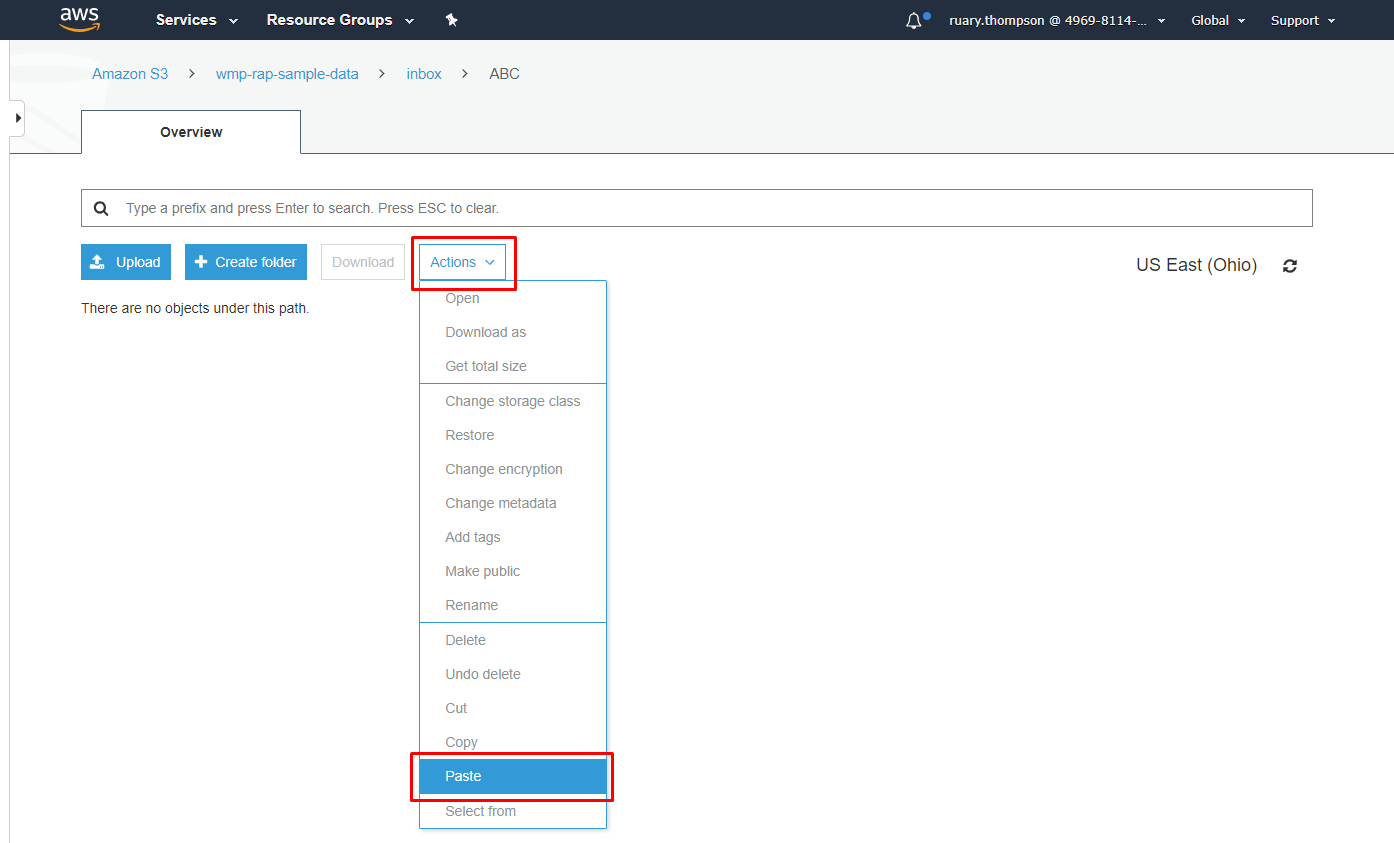 aws Services Resource Groups ruary.thompson @ 4969-8114-... Global Support
Amazon S3 > wmp-rap-sample-data > inbox > ABC
Overview
Type a prefix and press Enter to search. Press ESC to clear.
Upload Create folder Download Actions US East (Ohio)
There are no objects under this path.
Open
Download as
Get total size
Change storage class
Restore
Change encryption
Change metadata
Add tags
Make public
Rename
Delete
Undo delete
Cut
Copy
Paste
Select from